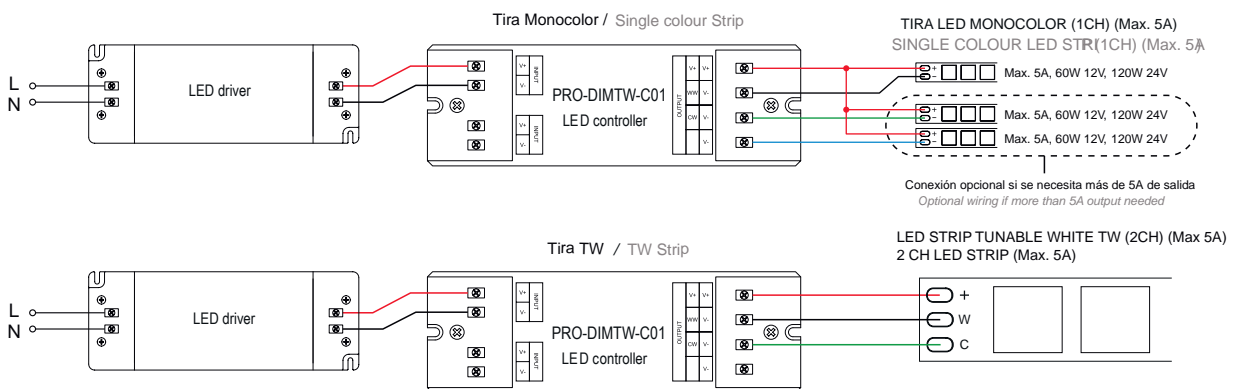 Tira Monocolor / Single colour Strip
TIRA LED MONOCOLOR (1CH) (Max. 5A)
SINGLE COLOUR LED STRI(1CH) (Max. 5A
L
N
LED driver
V+
V-
INPUT
V+
V-
INPUT
PRO-DIMTW-C01
LED controller
OUTPUT
V+ V+
WW V-
CW V-
V-
+
-
Max. 5A, 60W 12V, 120W 24V
+
-
Max. 5A, 60W 12V, 120W 24V
+
-
Max. 5A, 60W 12V, 120W 24V
Conexión opcional si se necesita más de 5A de salida
Optional wiring if more than 5A output needed
Tira TW / TW Strip
LED STRIP TUNABLE WHITE TW (2CH) (Max 5A)
2 CH LED STRIP (Max. 5A)
L
N
LED driver
V+
V-
INPUT
V+
V-
INPUT
PRO-DIMTW-C01
LED controller
OUTPUT
V+ V+
WW V-
CW V-
V-
+
W
C